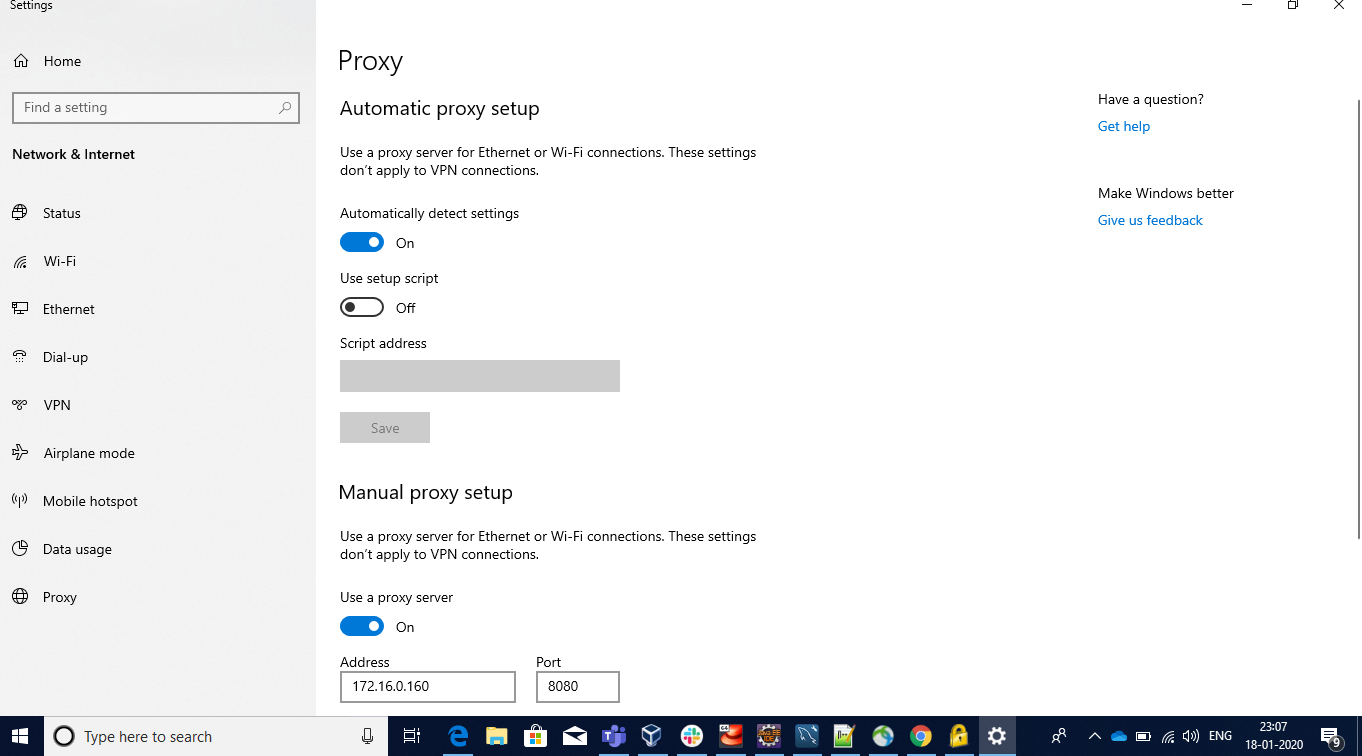 Settings
Home
Find a setting
Network & Internet
Status
Wi-Fi
Ethernet
Dial-up
VPN
Airplane mode
Mobile hotspot
Data usage
Proxy
Proxy
Automatic proxy setup
Use a proxy server for Ethernet or Wi-Fi connections. These settings
don't apply to VPN connections.
Automatically detect settings
On
Use setup script
Off
Script address
Save
Manual proxy setup
Use a proxy server for Ethernet or Wi-Fi connections. These settings
don't apply to VPN connections.
Use a proxy server
On
Address Port
172.16.0.160 8080
Have a question?
Get help
Make Windows better
Give us feedback
Type here to search
ENG
23:07
18-01-2020
9